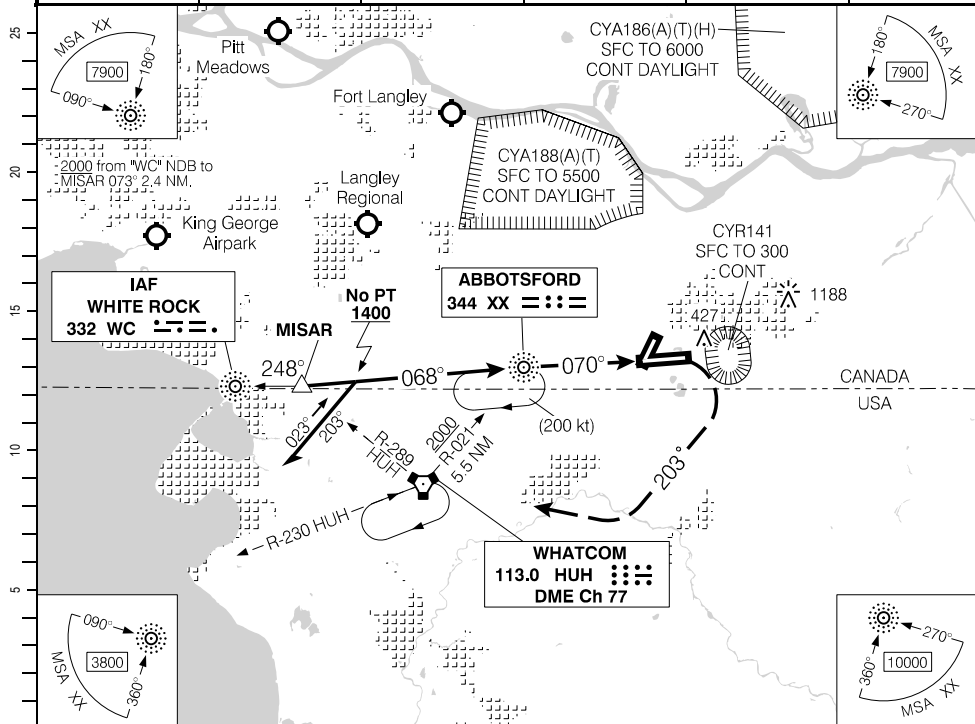 25
MSA XX
7900
180°
090°
Pitt
Meadows
CYA186(A)(T)(H)
SFC TO 6000
CONT DAYLIGHT
180°
7900
MSA XX
270°
Fort Langley
20
2000 from "WC" NDB to
MISAR 073° 2.4 NM.
CYA188(A)(T)
SFC TO 5500
CONT DAYLIGHT
Langley
Regional
King George
Airpark
CYR141
SFC TO 300
CONT
IAF
WHITE ROCK
332 WC
No PT
1400
ABBOTSFORD
344 XX
1188
15
MISAR
427
248°
068°
070°
CANADA
USA
023°
203°
R-289
HUH
2000
R-021
5.5 NM
(200 kt)
10
203°
R-230 HUH
WHATCOM
113.0 HUH
DME Ch 77
5
090°
3800
360°
MSA XX
270°
10000
360°
MSA XX